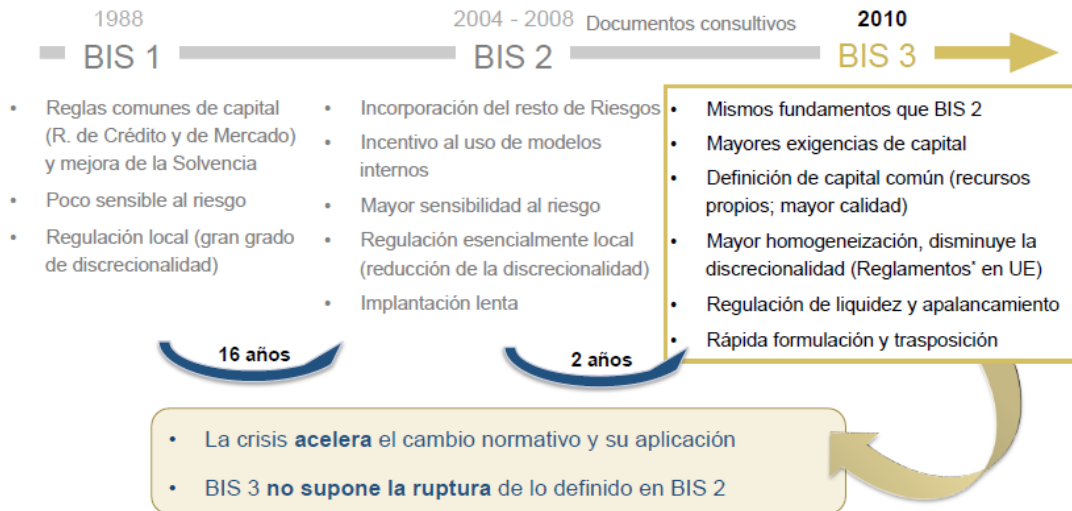 1988
BIS 1
2004 - 2008 Documentos consultivos
BIS 2
2010
BIS 3
• Reglas comunes de capital
(R. de Crédito y de Mercado)
y mejora de la Solvencia
• Poco sensible al riesgo
• Regulación local (gran grado
de discrecionalidad)
• Incorporación del resto de Riesgos
• Incentivo al uso de modelos
internos
• Mayor sensibilidad al riesgo
• Regulación esencialmente local
(reducción de la discrecionalidad)
• Implantación lenta
• Mismos fundamentos que BIS 2
• Mayores exigencias de capital
• Definición de capital común (recursos
propios; mayor calidad)
• Mayor homogeneización, disminuye la
discrecionalidad (Reglamentos* en UE)
• Regulación de liquidez y apalancamiento
• Rápida formulación y trasposición
16 años
2 años
• La crisis acelera el cambio normativo y su aplicación
• BIS 3 no supone la ruptura de lo definido en BIS 2